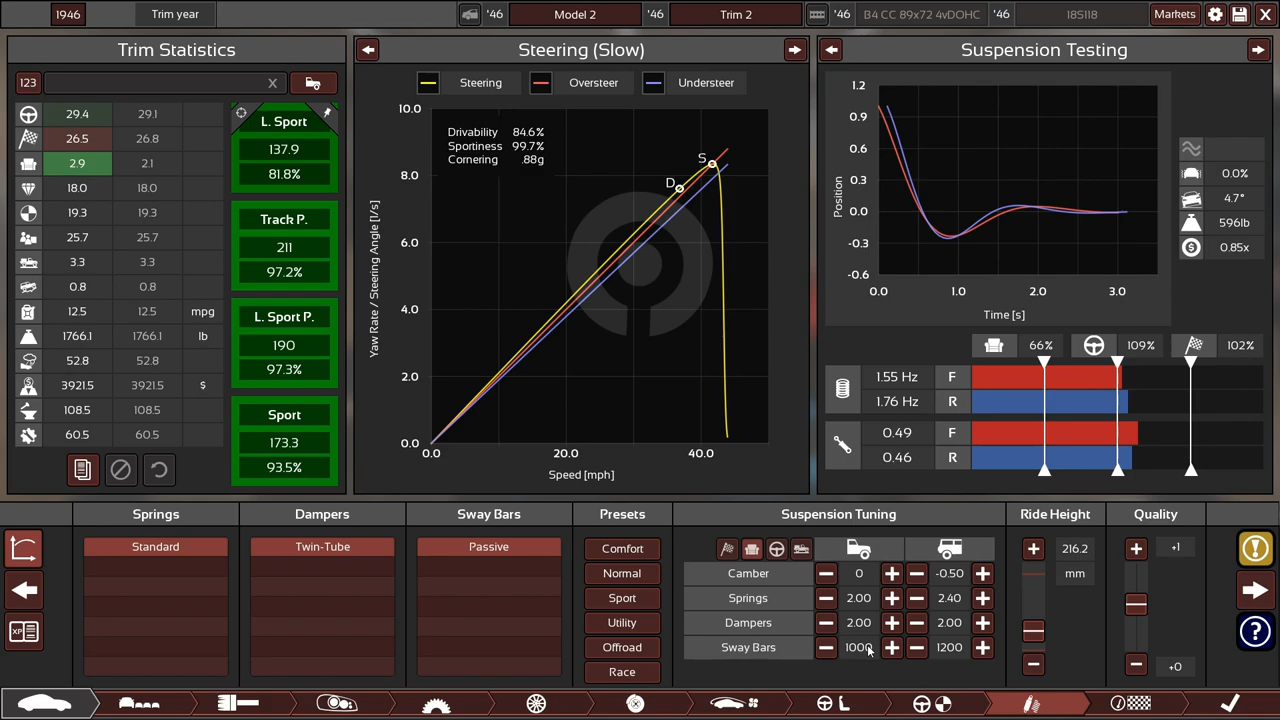 1946 Trim year '46 Model 2 '46 Trim 2 '46 B4 CC 89x72 4vDOHC '46 18S118 Markets X
Trim Statistics
123 x
29.4 29.1
26.5 26.8
2.9 2.1
18.0 18.0
19.3 19.3
25.7 25.7
3.3 3.3
0.8 0.8
12.5 12.5 mpg
1766.1 1766.1 lb
52.8 52.8
3921.5 3921.5 $
108.5 108.5
60.5 60.5
L. Sport
137.9
81.8%
Track P.
211
97.2%
L. Sport P.
190
97.3%
Sport
173.3
93.5%
Steering (Slow)
Steering Oversteer Understeer
Drivability 84.6%
Sportiness 99.7%
Cornering .88g
10.0
8.0
6.0
4.0
2.0
0.0
D
S
Yaw Rate / Steering Angle [1/s]
0.0 20.0 40.0
Speed [mph]
Suspension Testing
1.2
0.9
0.6
0.3
0.0
-0.3
-0.6
Position
0.0 1.0 2.0 3.0
Time [s]
0.0%
4.7°
596lb
$ 0.85x
66% 109% 102%
1.55 Hz F
1.76 Hz R
0.49 F
0.46 R
Springs
Standard
Dampers
Twin-Tube
Sway Bars
Passive
Presets
Comfort
Normal
Sport
Utility
Offroad
Race
Suspension Tuning
Camber 0 -0.50
Springs 2.00 2.40
Dampers 2.00 2.00
Sway Bars 1000 1200
Ride Height
216.2
mm
Quality
+1
+0
XP
?